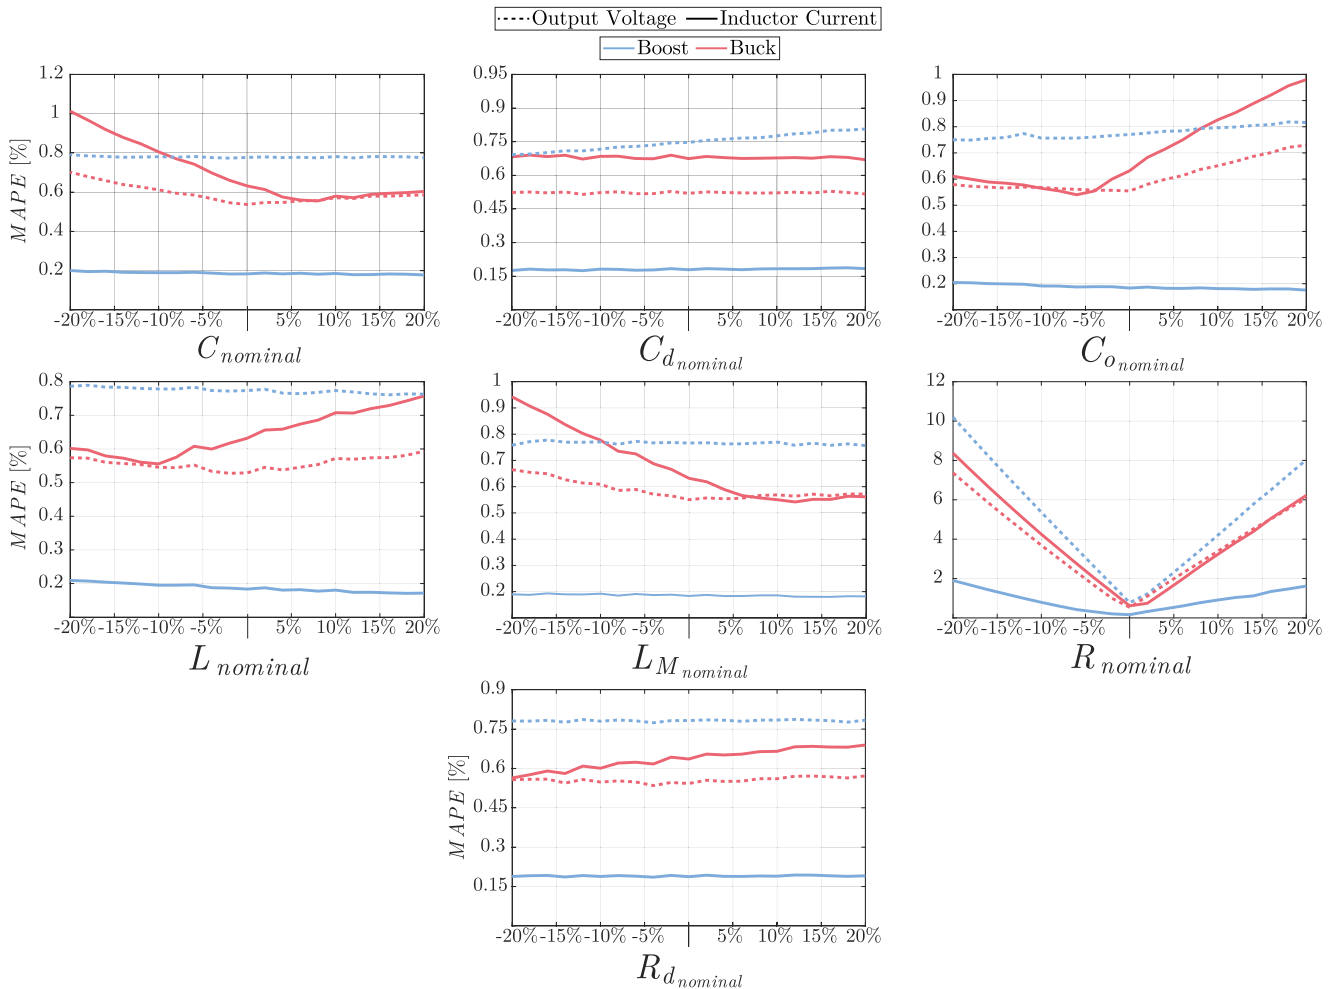 Output Voltage Inductor Current
Boost Buck
MAPE [%]
1.2
1
0.8
0.6
0.4
0.2
-20% -15% -10% -5% 5% 10% 15% 20%
C nominal
0.95
0.9
0.75
0.6
0.45
0.3
0.15
-20% -15% -10% -5% 5% 10% 15% 20%
C d nominal
1
0.9
0.8
0.7
0.6
0.5
0.4
0.3
0.2
-20% -15% -10% -5% 5% 10% 15% 20%
C o nominal
MAPE [%]
0.8
0.7
0.6
0.5
0.4
0.3
0.2
-20% -15% -10% -5% 5% 10% 15% 20%
L nominal
1
0.9
0.8
0.7
0.6
0.5
0.4
0.3
0.2
-20% -15% -10% -5% 5% 10% 15% 20%
L M nominal
12
10
8
6
4
2
-20% -15% -10% -5% 5% 10% 15% 20%
R nominal
MAPE [%]
0.9
0.75
0.6
0.45
0.3
0.15
-20% -15% -10% -5% 5% 10% 15% 20%
R d nominal